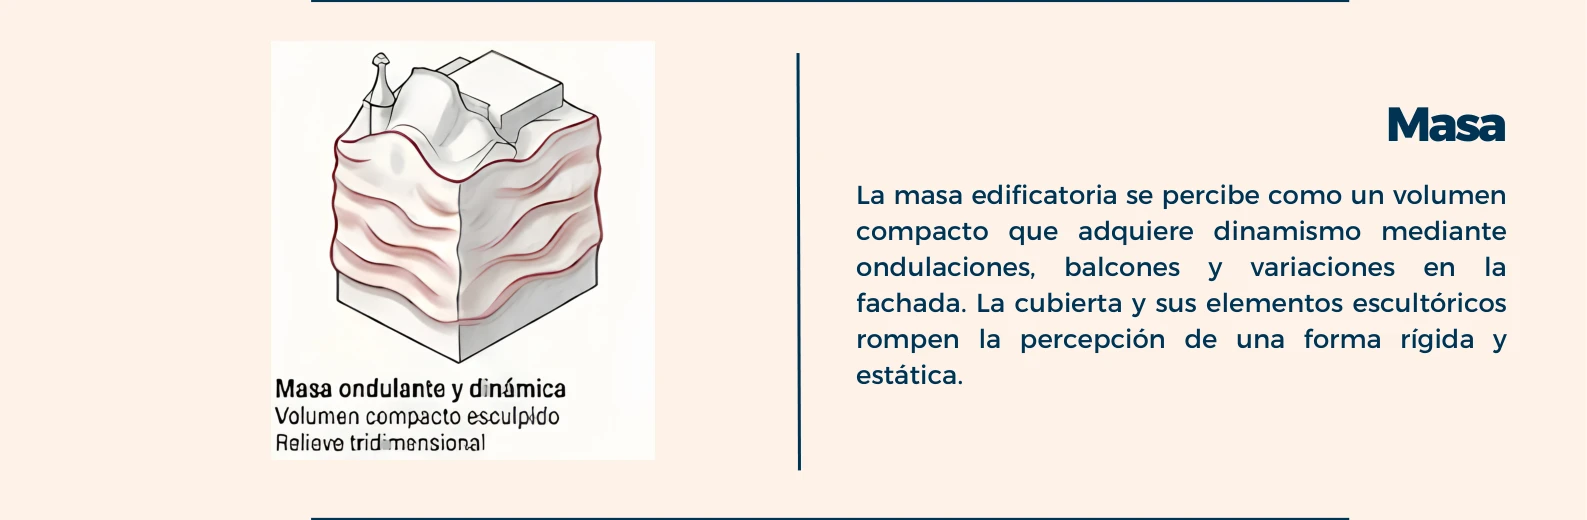 Masa ondulante y dinámica
Volumen compacto esculpido
Relieve tridimensional
Masa
La masa edificatoria se percibe como un volumen
compacto que adquiere dinamismo mediante
ondulaciones, balcones y variaciones en la
fachada. La cubierta y sus elementos escultóricos
rompen la percepción de una forma rígida y
estática.